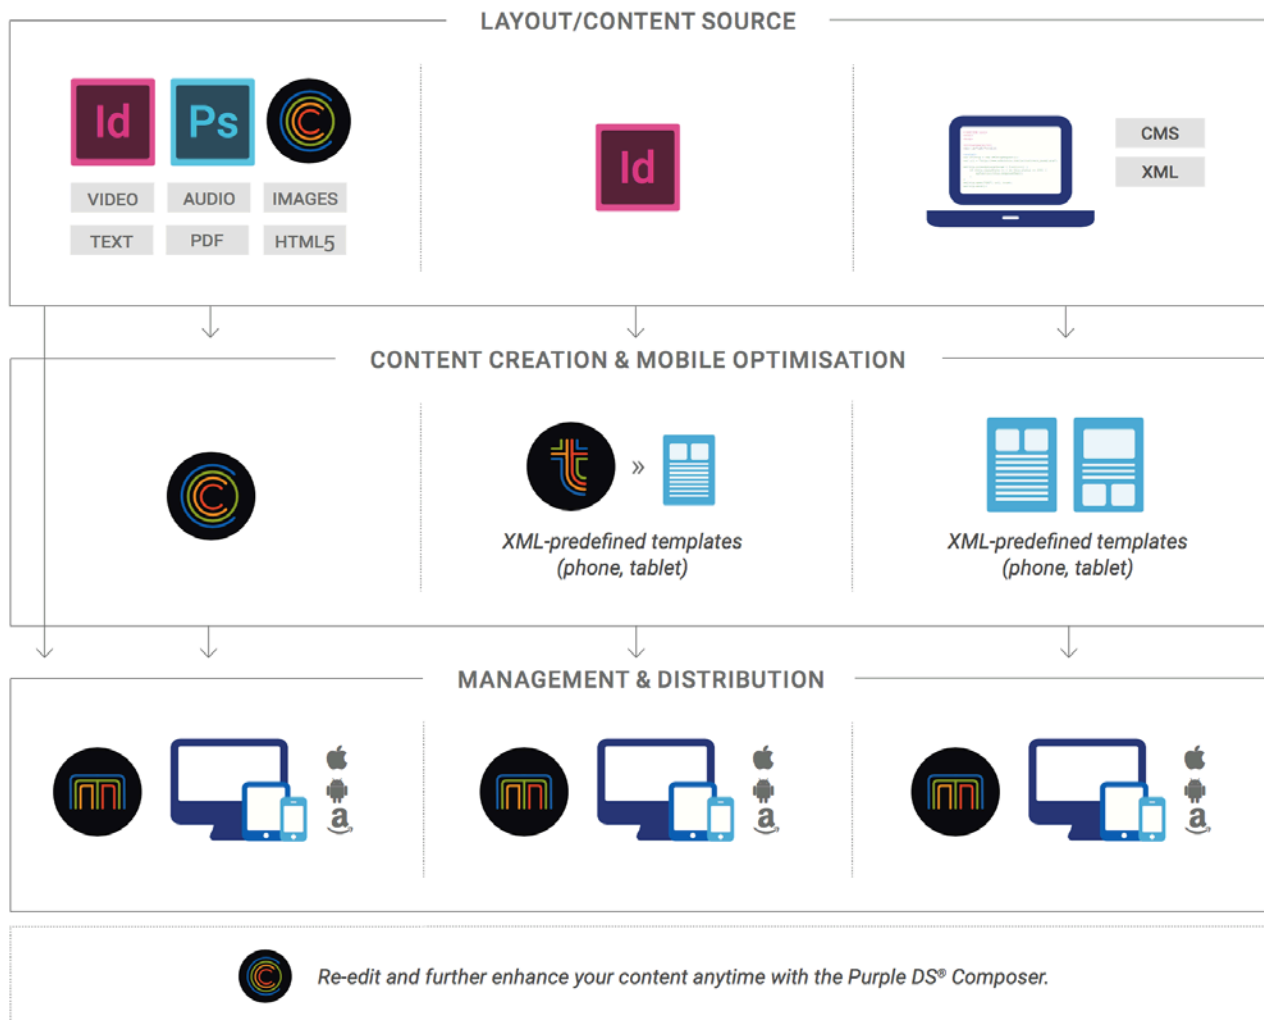 LAYOUT/CONTENT SOURCE
Id
Ps
C
VIDEO
AUDIO
IMAGES
TEXT
PDF
HTML5
Id
CMS
XML
CONTENT CREATION & MOBILE OPTIMISATION
C
t
»
XML-predefined templates
(phone, tablet)
XML-predefined templates
(phone, tablet)
MANAGEMENT & DISTRIBUTION
m
a
m
a
m
a
C
Re-edit and further enhance your content anytime with the Purple DS® Composer.